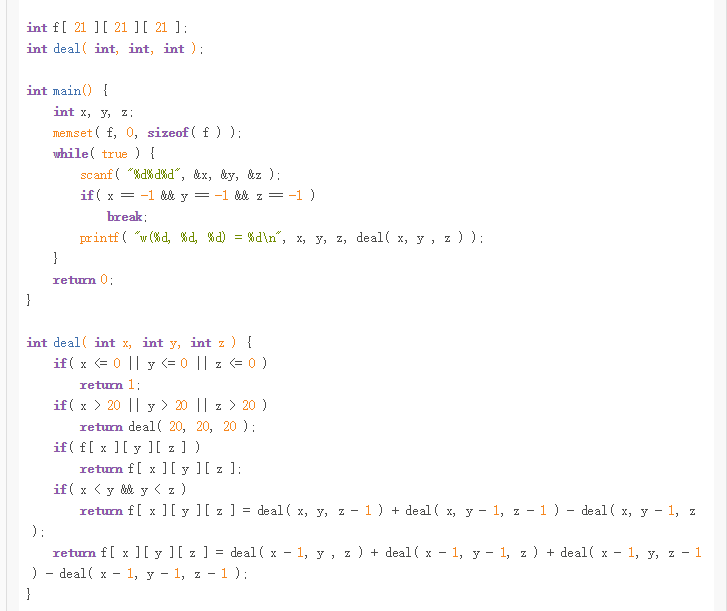 int f[ 21 ][ 21 ][ 21 ];
int deal( int, int, int );
int main() {
int x, y, z;
memset( f, 0, sizeof( f ) );
while( true ) {
scanf( "%d%d%d", &x, &y, &z );
if( x == -1 && y == -1 && z == -1 )
break;
printf( "w(%d, %d, %d) = %d\n", x, y, z, deal( x, y , z ) );
}
return 0;
}
int deal( int x, int y, int z ) {
if( x <= 0 || y <= 0 || z <= 0 )
return 1;
if( x > 20 || y > 20 || z > 20 )
return deal( 20, 20, 20 );
if( f[ x ][ y ][ z ] )
return f[ x ][ y ][ z ];
if( x < y && y < z )
return f[ x ][ y ][ z ] = deal( x, y, z - 1 ) + deal( x, y - 1, z - 1 ) - deal( x, y - 1, z
);
return f[ x ][ y ][ z ] = deal( x - 1, y , z ) + deal( x - 1, y - 1, z ) + deal( x - 1, y, z - 1
) - deal( x - 1, y - 1, z - 1 );
}